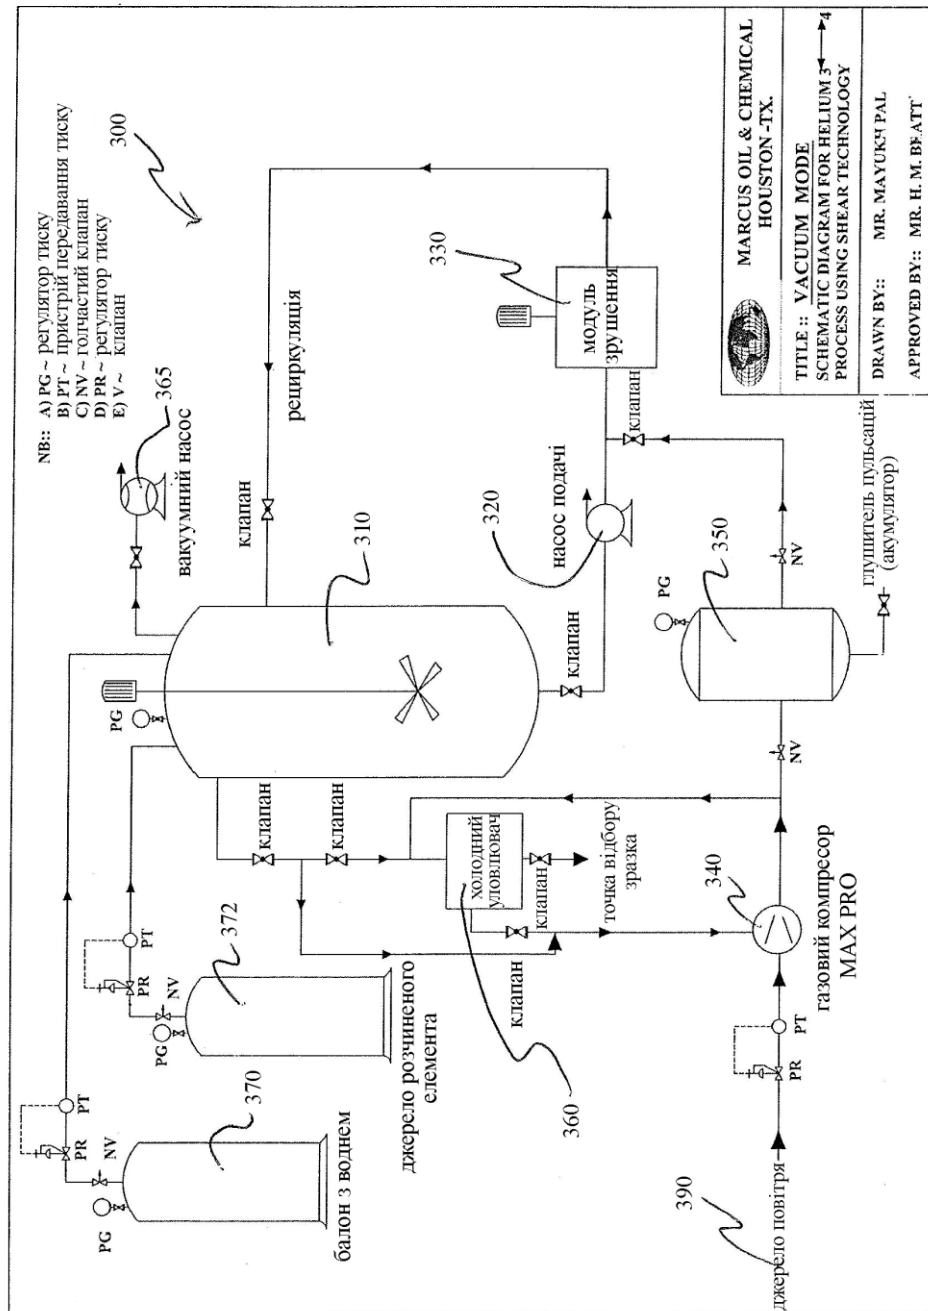 300
NB:: A) PG ~ регулятор тиску
B) PT ~ пристрій передавання тиску
C) NV ~ голчастий клапан
D) PR ~ регулятор тиску
E) V ~ клапан
365
вакуумний насос
рециркуляція
клапан
330
модуль
зрушення
310
320
насос подачі
клапан
клапан
350
PG
NV
NV
глушитель пульсацій
(акумулятор)
PG
клапан
клапан
холодний
уловлювач
клапан
клапан
точка відбору
зразка
360
340
газовий компресор
MAX PRO
PT
PR
джерело повітря
390
372
PT
PR
NV
PG
джерело розчиненого
елемента
370
PT
PR
NV
PG
балон з воднем
MARCUS OIL & CHEMICAL
HOUSTON -TX.
TITLE :: VACUUM MODE
SCHEMATIC DIAGRAM FOR HELIUM 3 4
PROCESS USING SHEAR TECHNOLOGY
DRAWN BY:: MR. MAYUKH PAL
APPROVED BY:: MR. H. M. BEATT